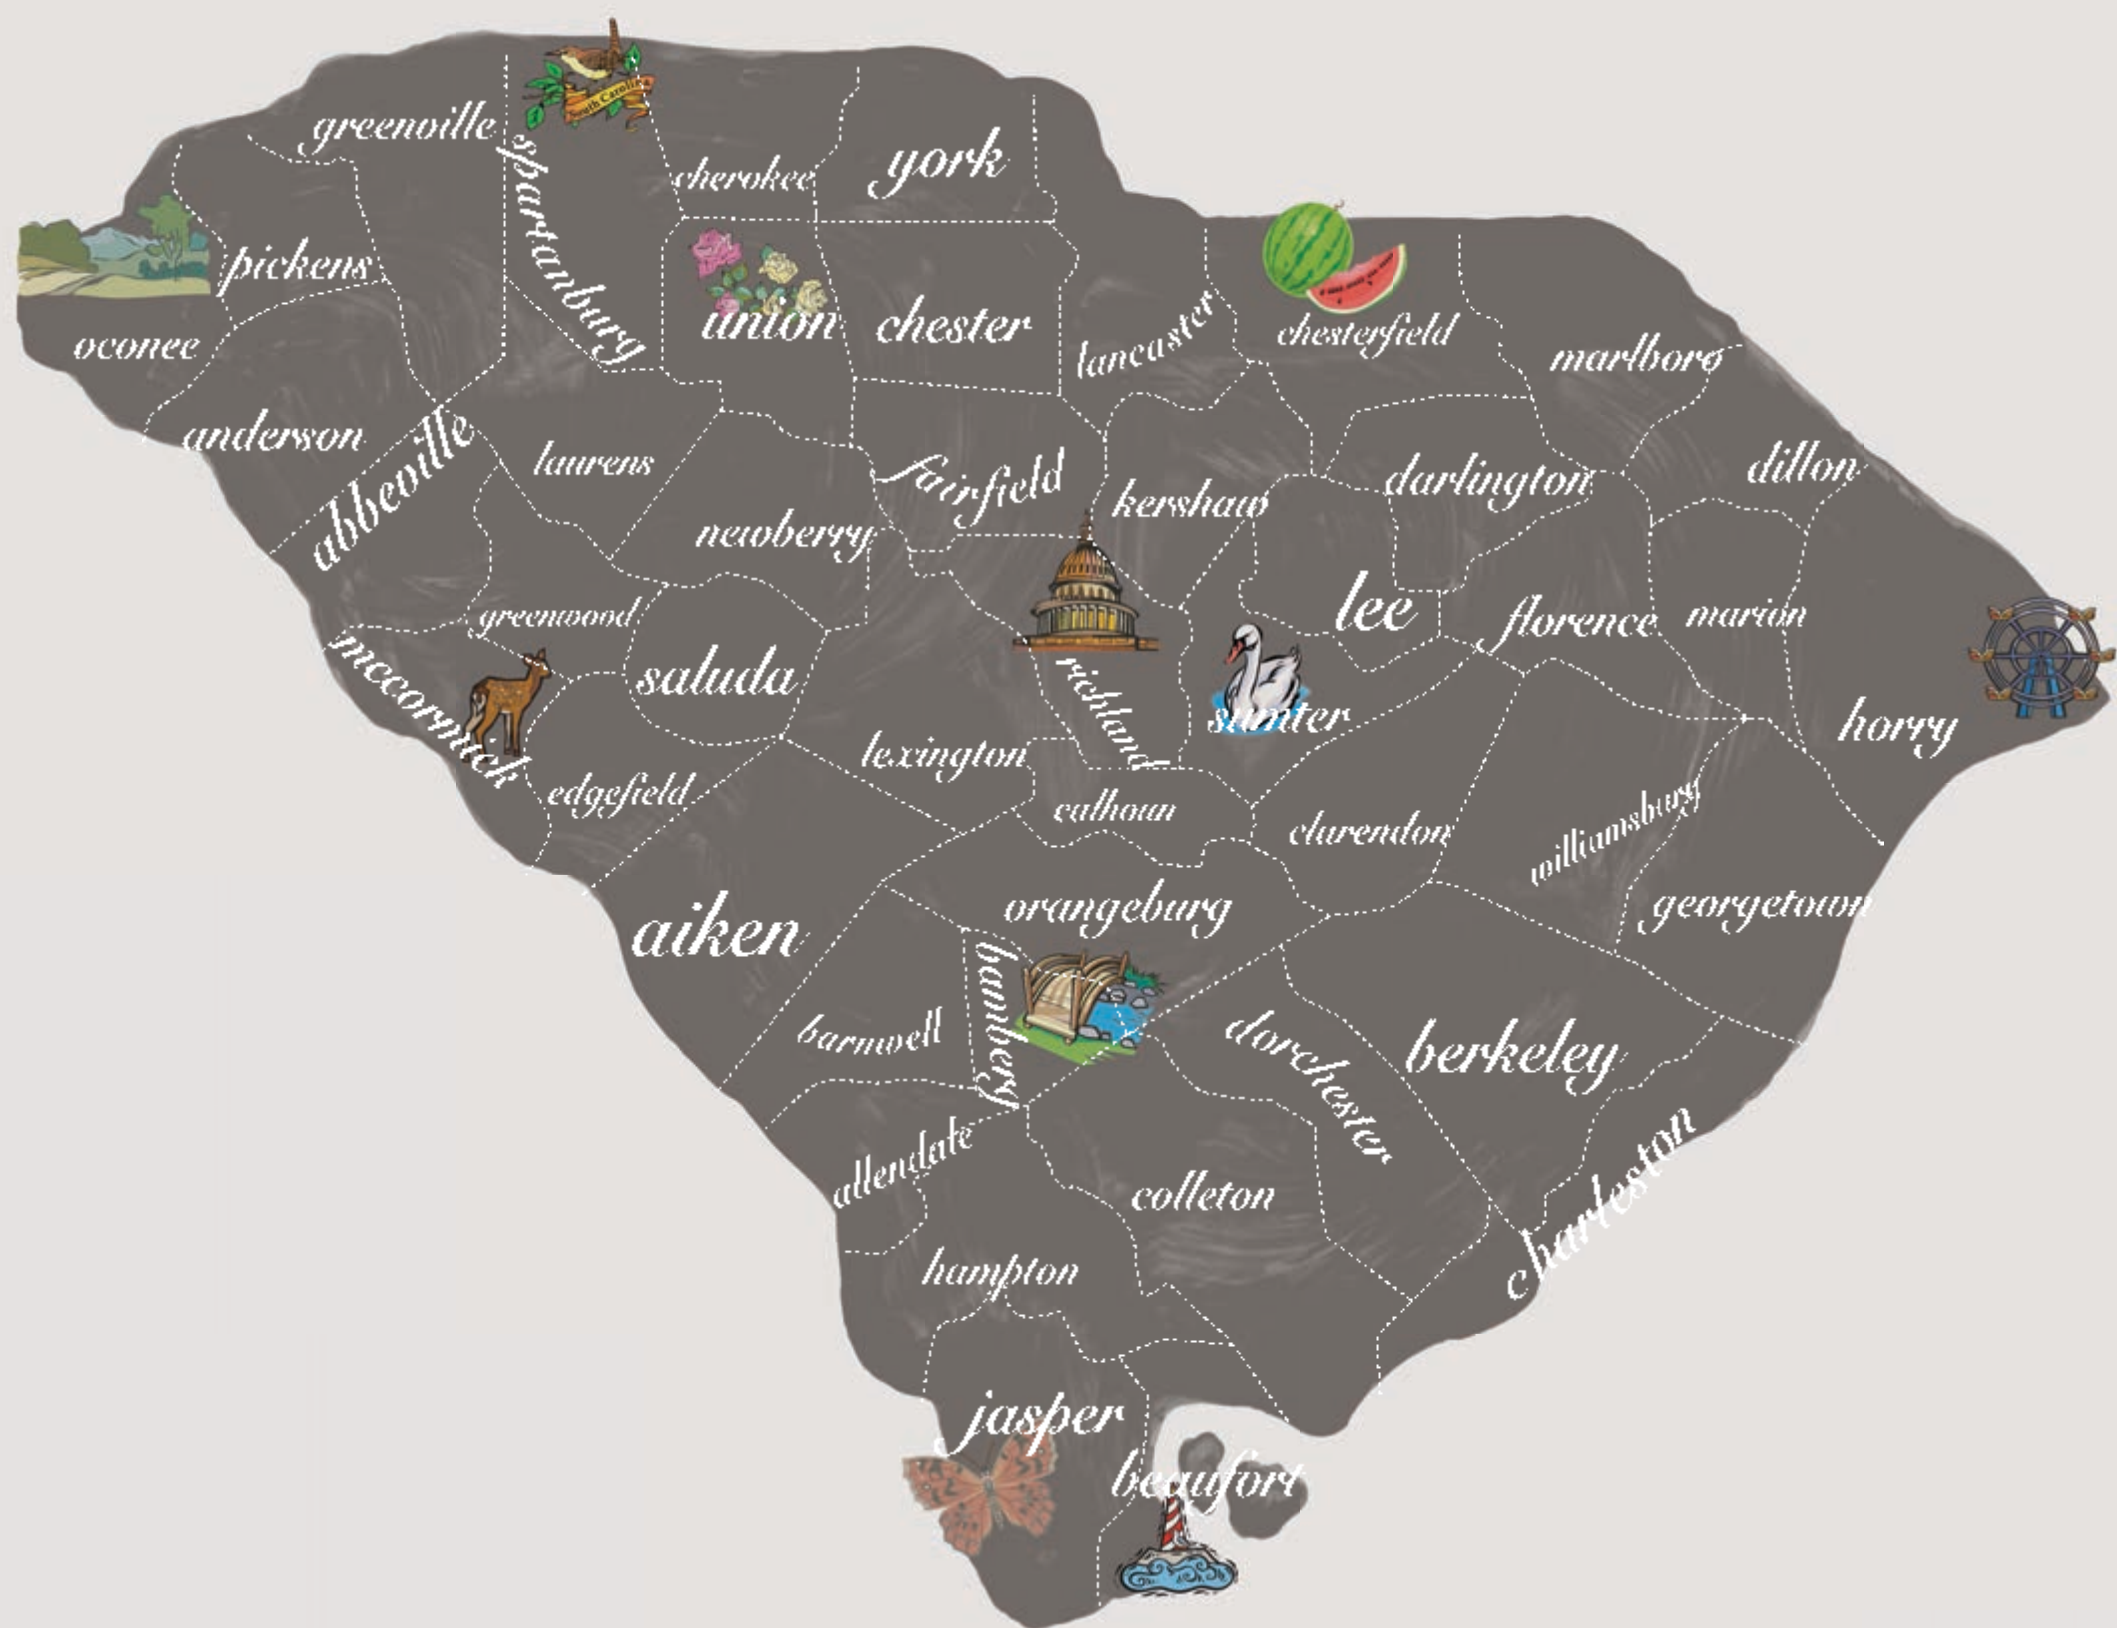 South Carolina
greenville
spartanburg
cherokee
york
pickens
oconee
union
chester
lancaster
chesterfield
marlboro
anderson
abbeville
laurens
newberry
fairfield
kershaw
darlington
dillon
greenwood
saluda
mccormick
edgefield
lexington
richland
sumter
lee
florence
marion
horry
calhoun
clarendon
williamsburg
georgetown
aiken
orangeburg
barnwell
bamberg
dorchester
berkeley
charleston
allendale
colleton
hampton
jasper
beaufort